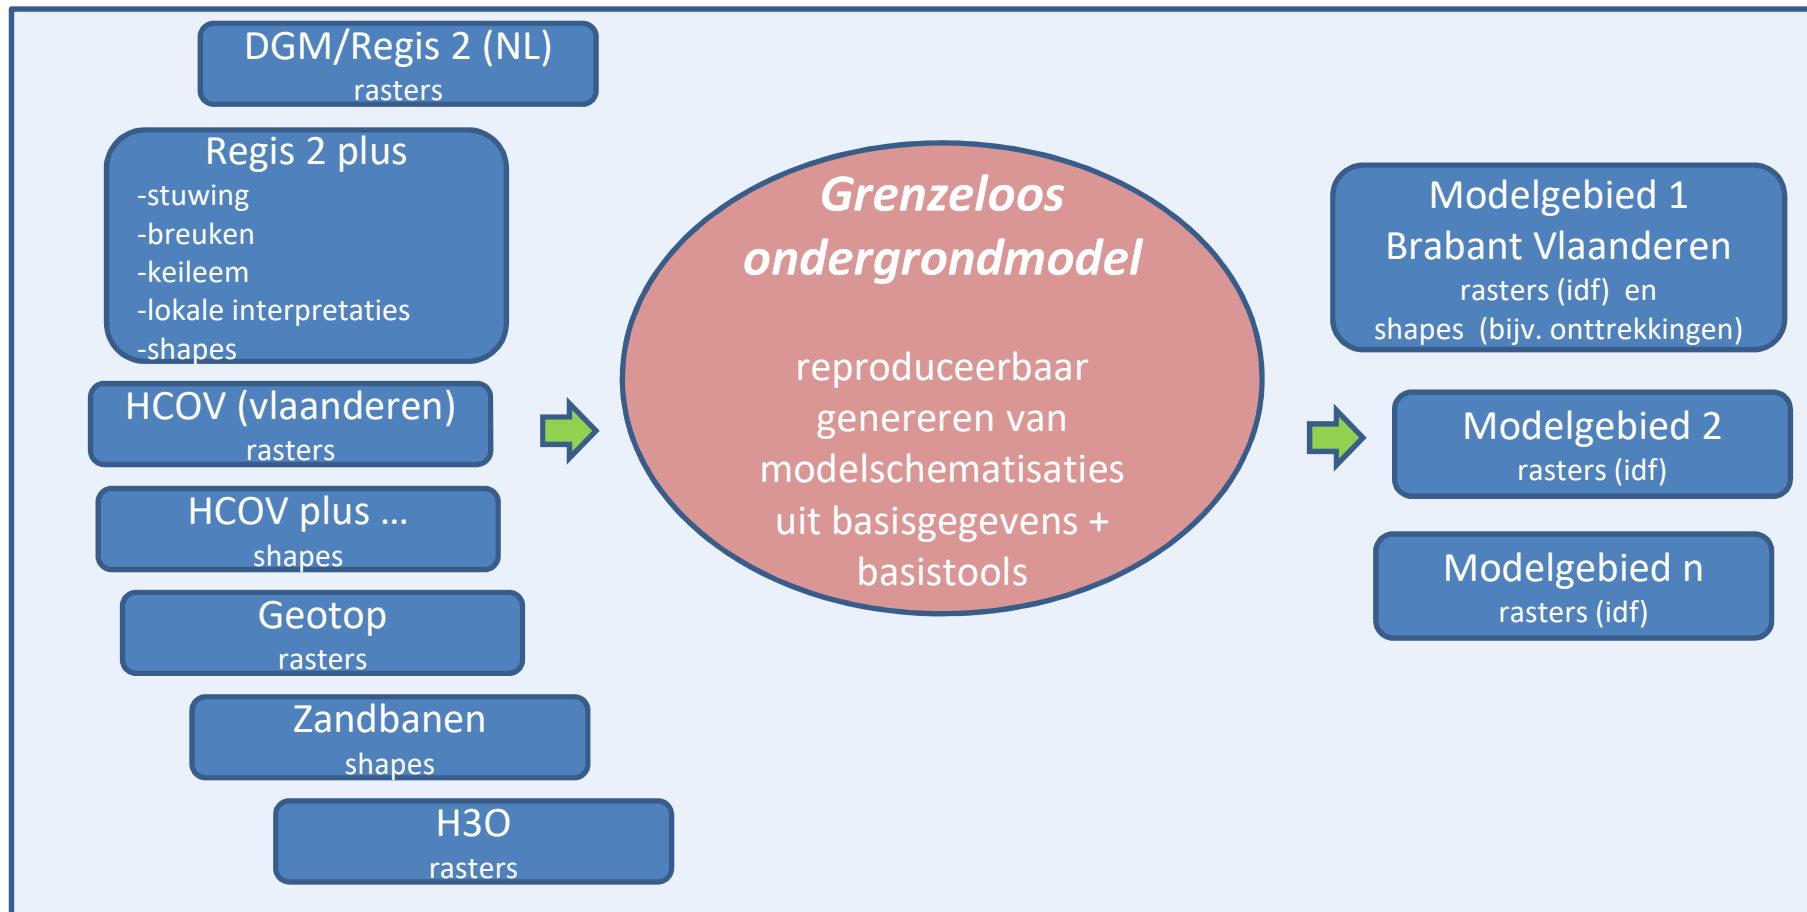 DGM/Regis 2 (NL)
rasters
Regis 2 plus
-stuwing
-breuken
-keileem
-lokale interpretaties
-shapes
HCOV (vlaanderen)
rasters
HCOV plus ...
shapes
Geotop
rasters
Zandbanen
shapes
H3O
rasters
Grenzeloos
ondergrondmodel
reproduceerbaar
genereren van
modelschematisaties
uit basisgegevens +
basistools
Modelgebied 1
Brabant Vlaanderen
rasters (idf) en
shapes (bijv. onttrekkingen)
Modelgebied 2
rasters (idf)
Modelgebied n
rasters (idf)